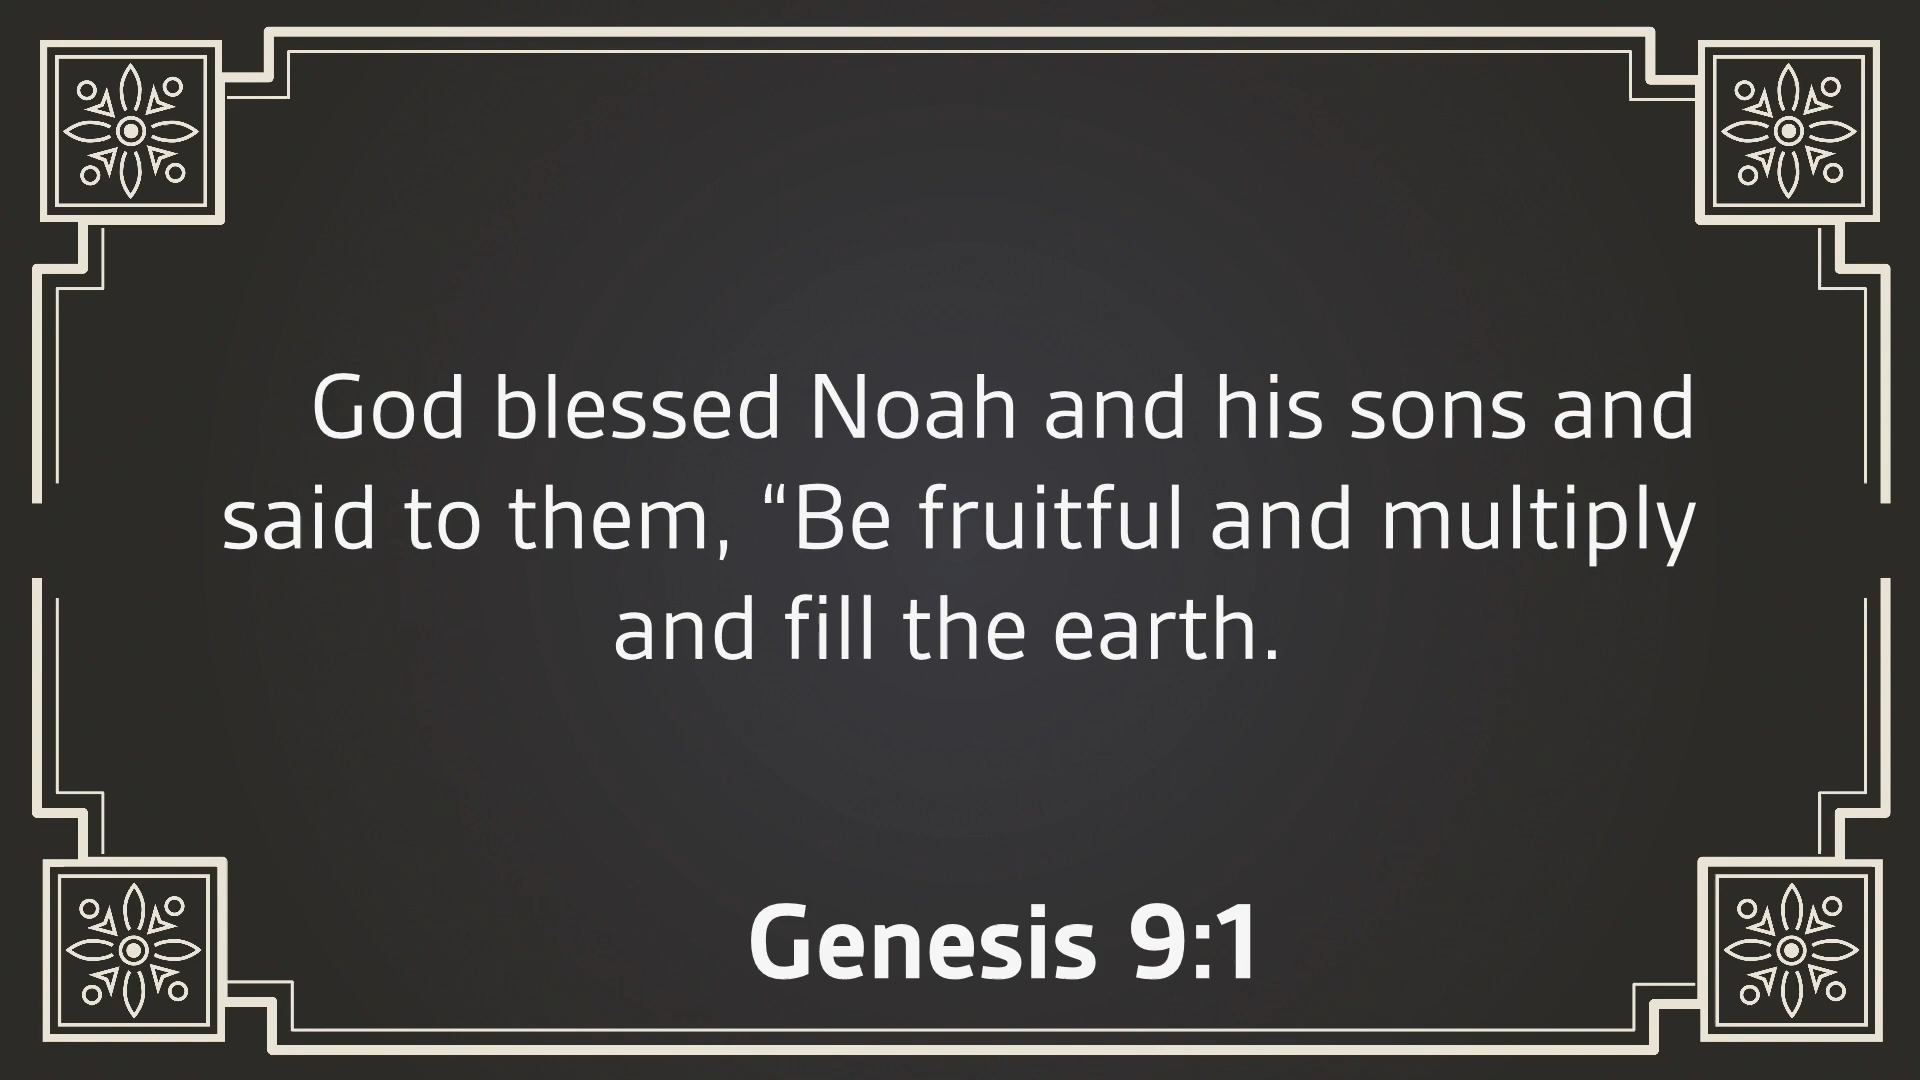 God blessed Noah and his sons and
said to them, “Be fruitful and multiply
and fill the earth.
Genesis 9:1